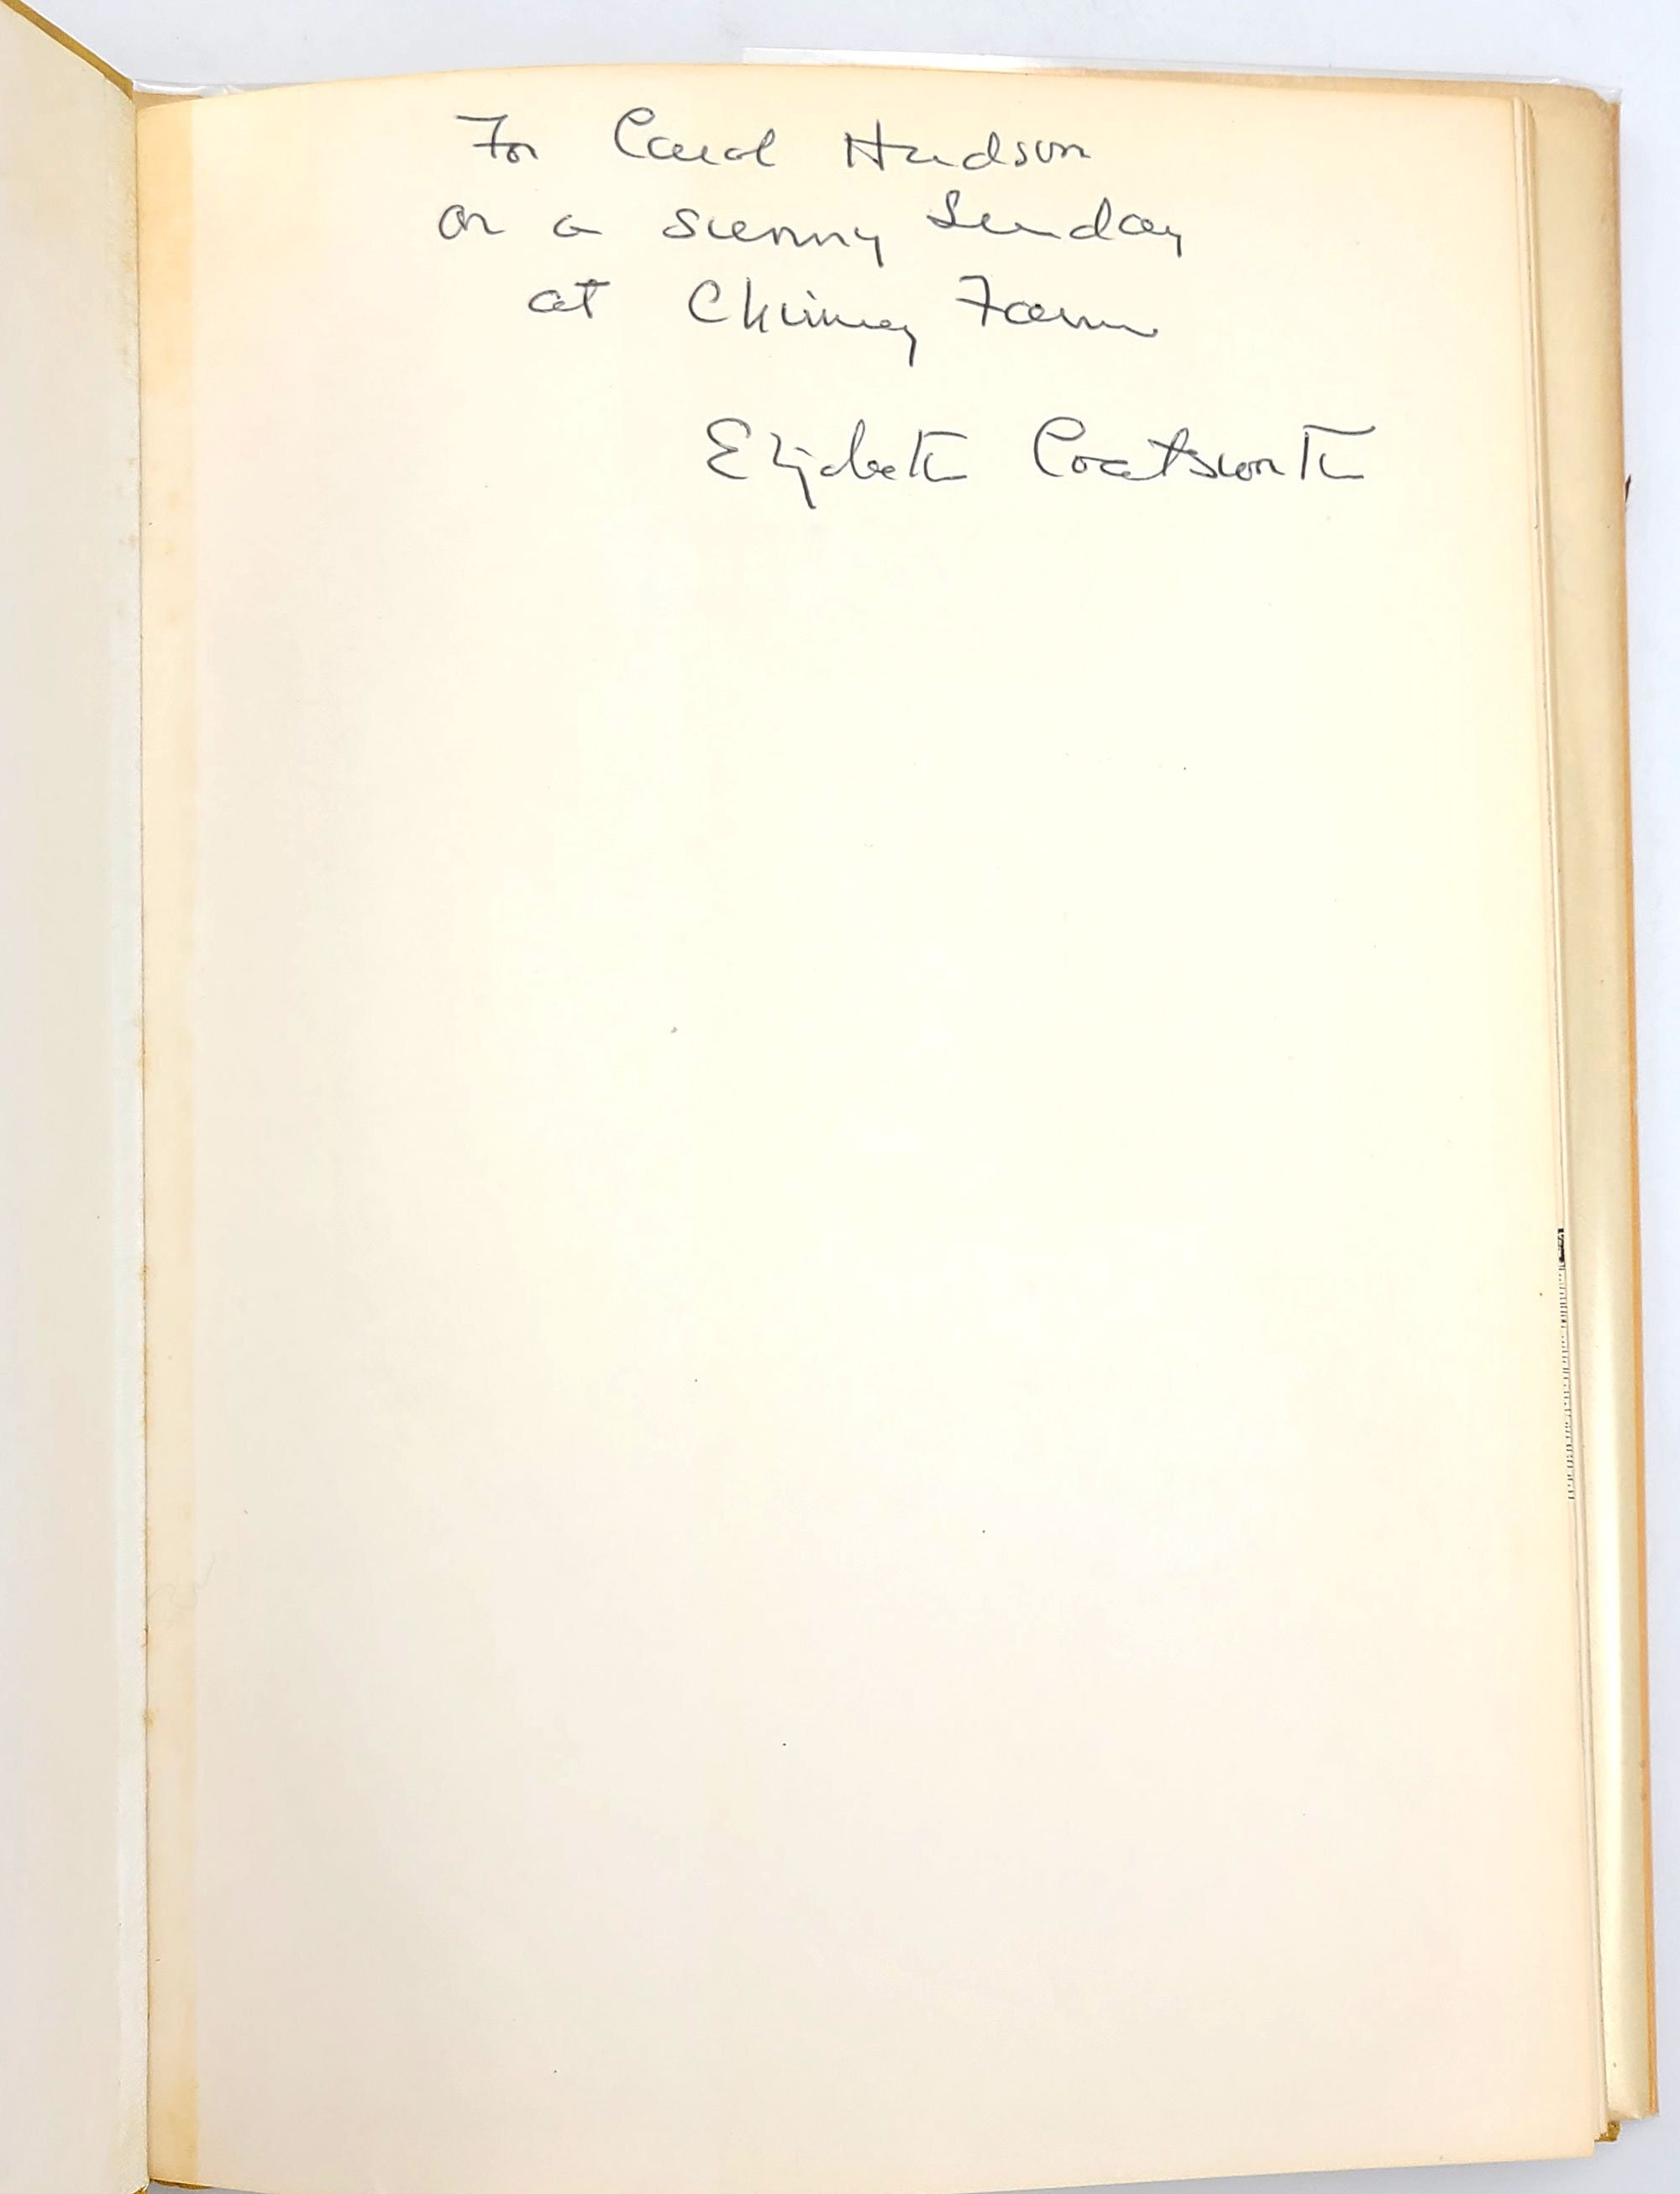 For Carol Hudson
on a sunny Sunday
at Chimney Farm
Elizabeth Coatsworth